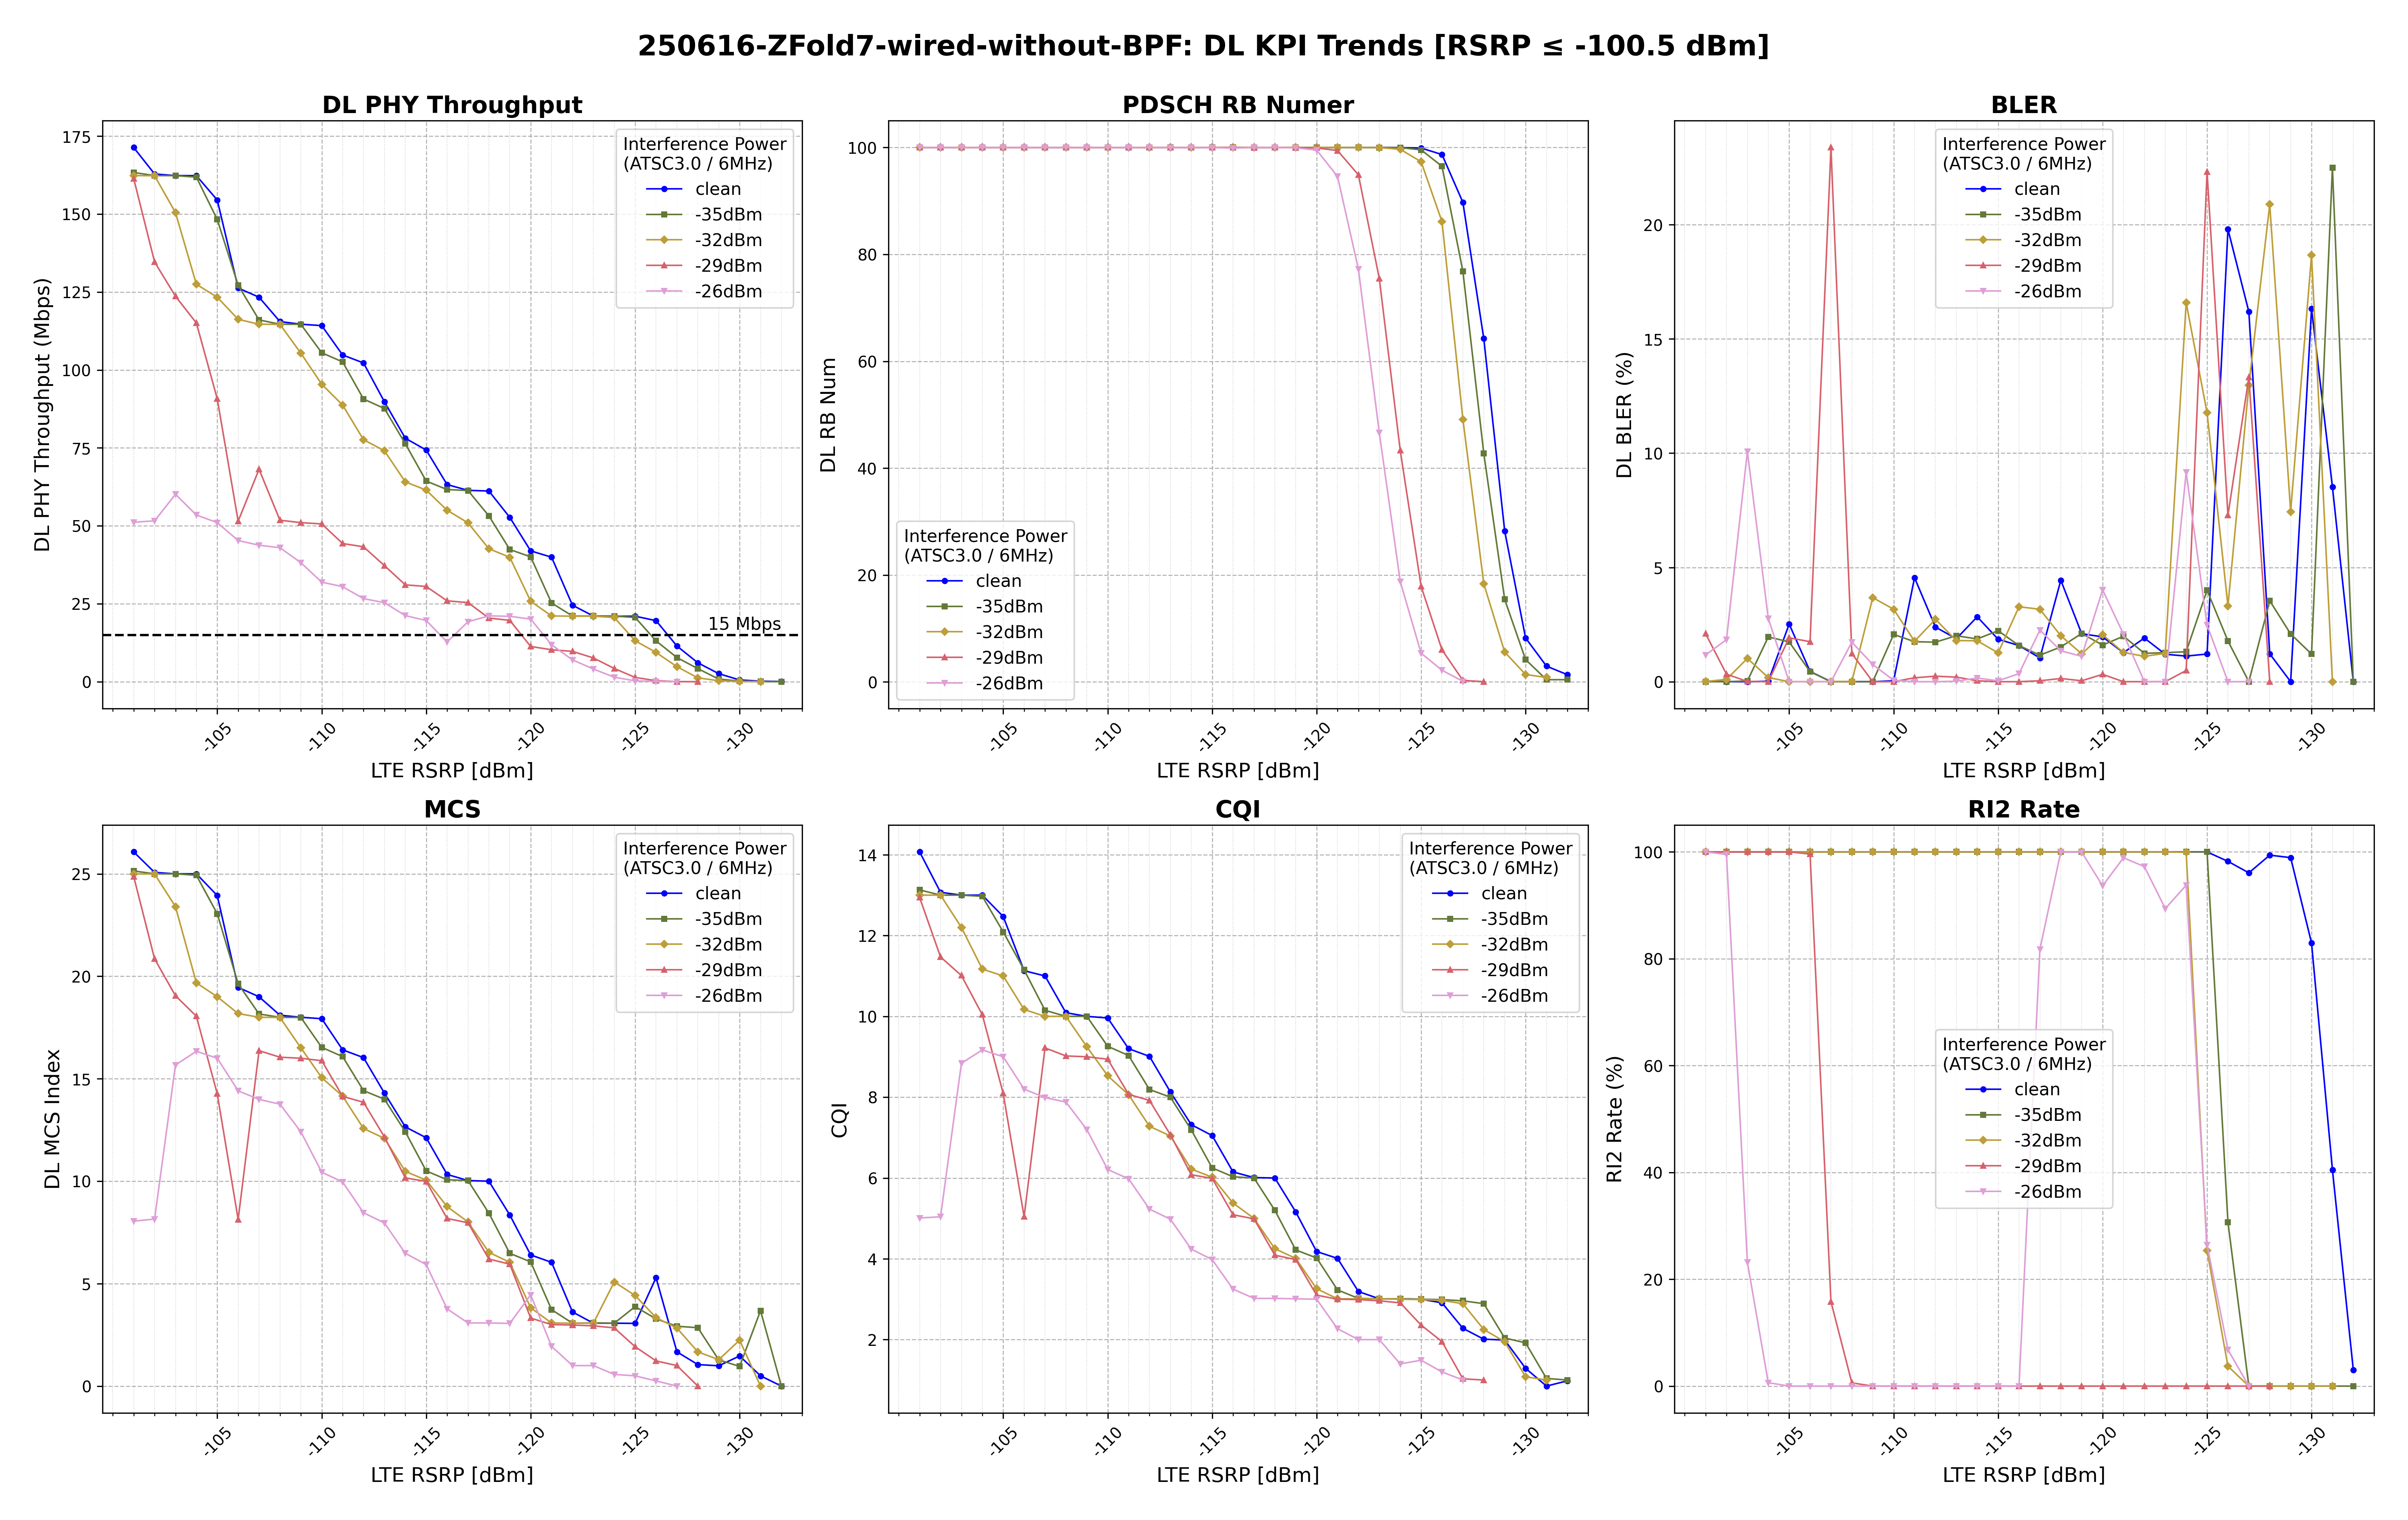 250616-ZFold7-wired-without-BPF: DL KPI Trends [RSRP ≤ -100.5 dBm]
DL PHY Throughput
DL PHY Throughput (Mbps)
175
150
125
100
75
50
25
0
Interference Power
(ATSC3.0 / 6MHz)
clean
-35dBm
-32dBm
-29dBm
-26dBm
15 Mbps
-105
-110
-115
-120
-125
-130
LTE RSRP [dBm]
PDSCH RB Numer
DL RB Num
100
80
60
40
20
0
Interference Power
(ATSC3.0 / 6MHz)
clean
-35dBm
-32dBm
-29dBm
-26dBm
-105
-110
-115
-120
-125
-130
LTE RSRP [dBm]
BLER
DL BLER (%)
20
15
10
5
0
Interference Power
(ATSC3.0 / 6MHz)
clean
-35dBm
-32dBm
-29dBm
-26dBm
-105
-110
-115
-120
-125
-130
LTE RSRP [dBm]
MCS
DL MCS Index
25
20
15
10
5
0
Interference Power
(ATSC3.0 / 6MHz)
clean
-35dBm
-32dBm
-29dBm
-26dBm
-105
-110
-115
-120
-125
-130
LTE RSRP [dBm]
CQI
CQI
14
12
10
8
6
4
2
Interference Power
(ATSC3.0 / 6MHz)
clean
-35dBm
-32dBm
-29dBm
-26dBm
-105
-110
-115
-120
-125
-130
LTE RSRP [dBm]
RI2 Rate
RI2 Rate (%)
100
80
60
40
20
0
Interference Power
(ATSC3.0 / 6MHz)
clean
-35dBm
-32dBm
-29dBm
-26dBm
-105
-110
-115
-120
-125
-130
LTE RSRP [dBm]